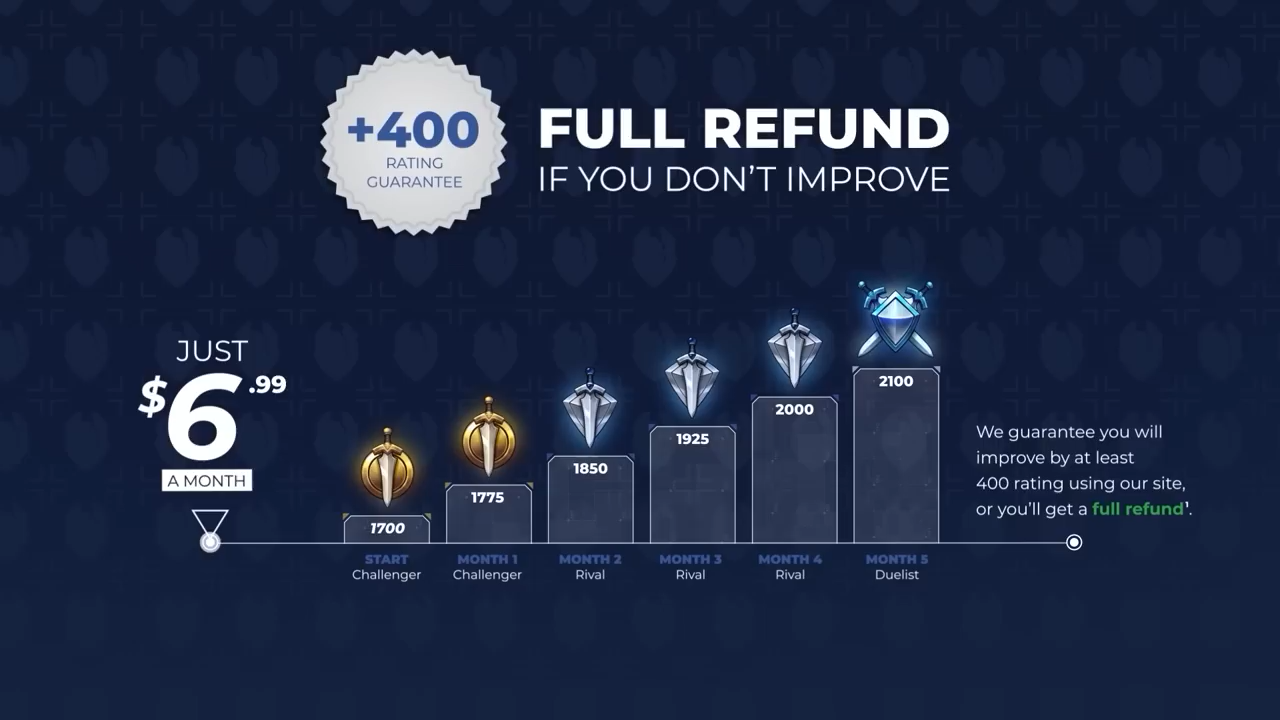 +400
RATING
GUARANTEE
FULL REFUND
IF YOU DON'T IMPROVE
JUST
$6.99
A MONTH
1700
1775
1850
1925
2000
2100
START
Challenger
MONTH 1
Challenger
MONTH 2
Rival
MONTH 3
Rival
MONTH 4
Rival
MONTH 5
Duelist
We guarantee you will
improve by at least
400 rating using our site,
or you'll get a full refund¹.